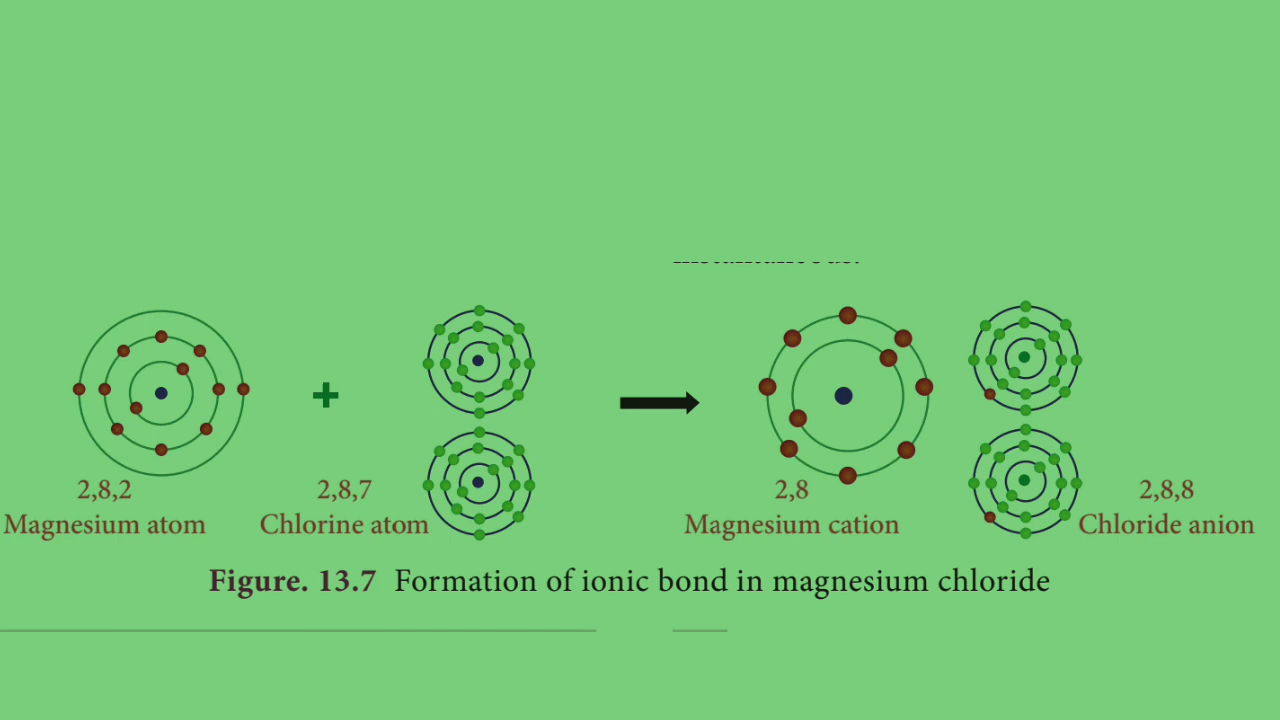 2,8,2
Magnesium atom
+
2,8,7
Chlorine atom
2,8
Magnesium cation
2,8,8
Chloride anion
Figure. 13.7 Formation of ionic bond in magnesium chloride